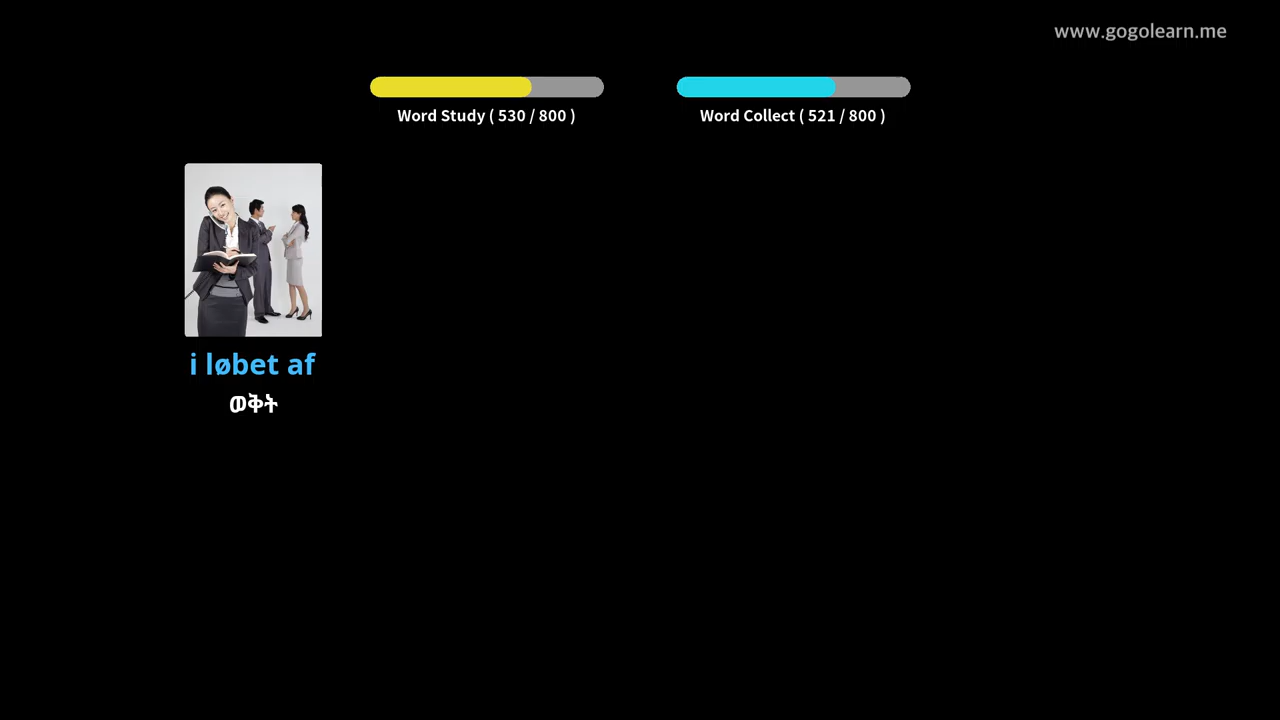 www.gogolearn.me
Word Study ( 530 / 800 )
Word Collect ( 521 / 800 )
i løbet af
ወቅት